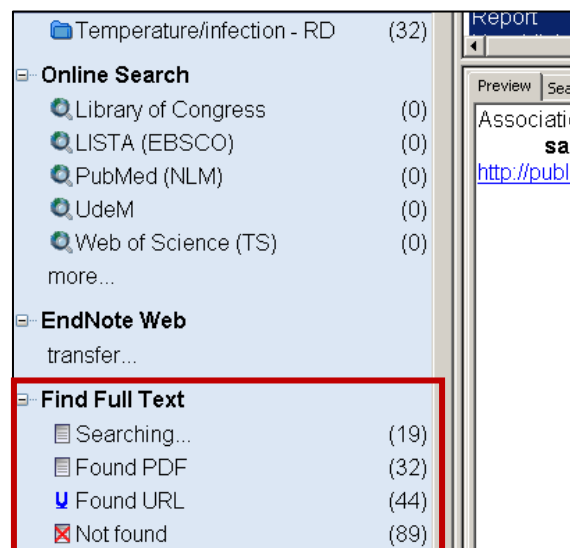 Temperature/infection - RD (32)
Online Search
Library of Congress (0)
LISTA (EBSCO) (0)
PubMed (NLM) (0)
UdeM (0)
Web of Science (TS) (0)
more...
EndNote Web
transfer...
Find Full Text
Searching... (19)
Found PDF (32)
Found URL (44)
Not found (89)
Report
Preview Sea
Associati
sa
http://publ